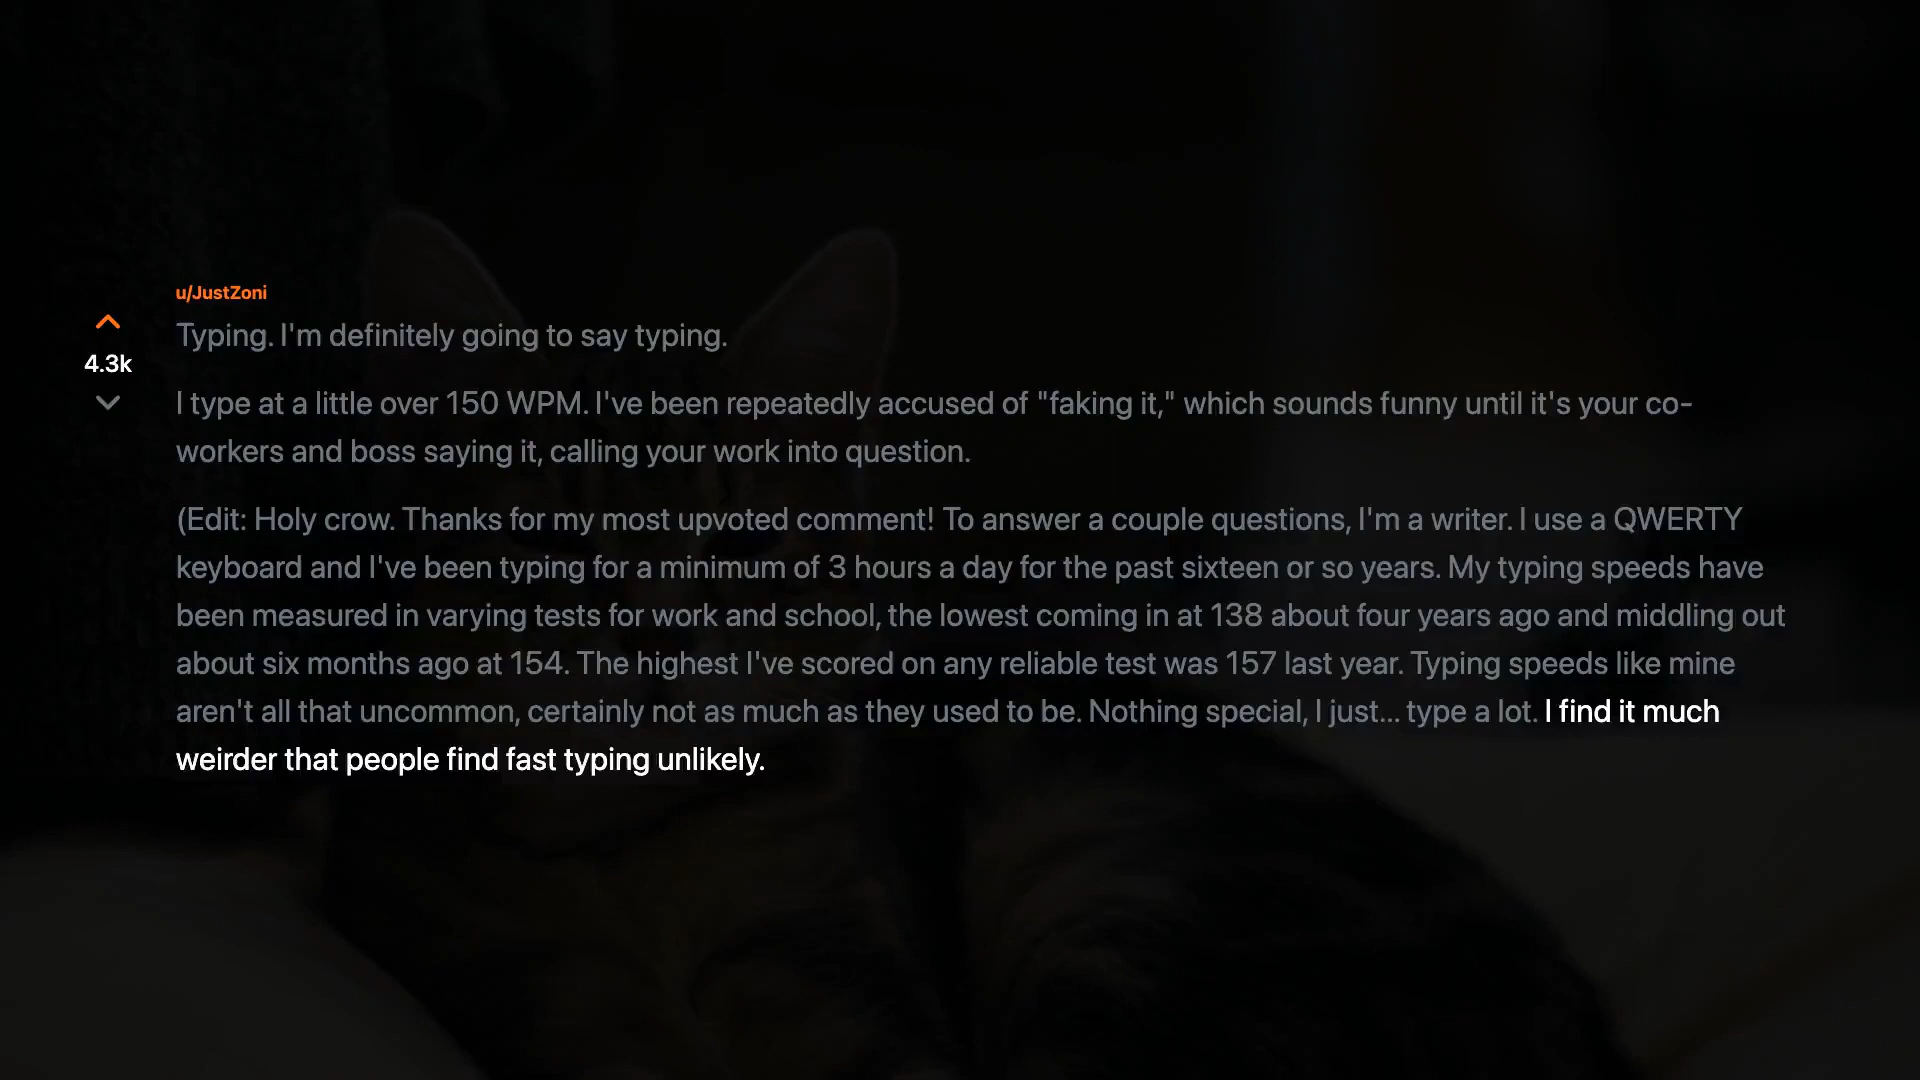 u/JustZoni
Typing. I'm definitely going to say typing.
4.3k
I type at a little over 150 WPM. I've been repeatedly accused of "faking it," which sounds funny until it's your co-
workers and boss saying it, calling your work into question.
(Edit: Holy crow. Thanks for my most upvoted comment! To answer a couple questions, I'm a writer. I use a QWERTY
keyboard and I've been typing for a minimum of 3 hours a day for the past sixteen or so years. My typing speeds have
been measured in varying tests for work and school, the lowest coming in at 138 about four years ago and middling out
about six months ago at 154. The highest I've scored on any reliable test was 157 last year. Typing speeds like mine
aren't all that uncommon, certainly not as much as they used to be. Nothing special, I just... type a lot. I find it much
weirder that people find fast typing unlikely.